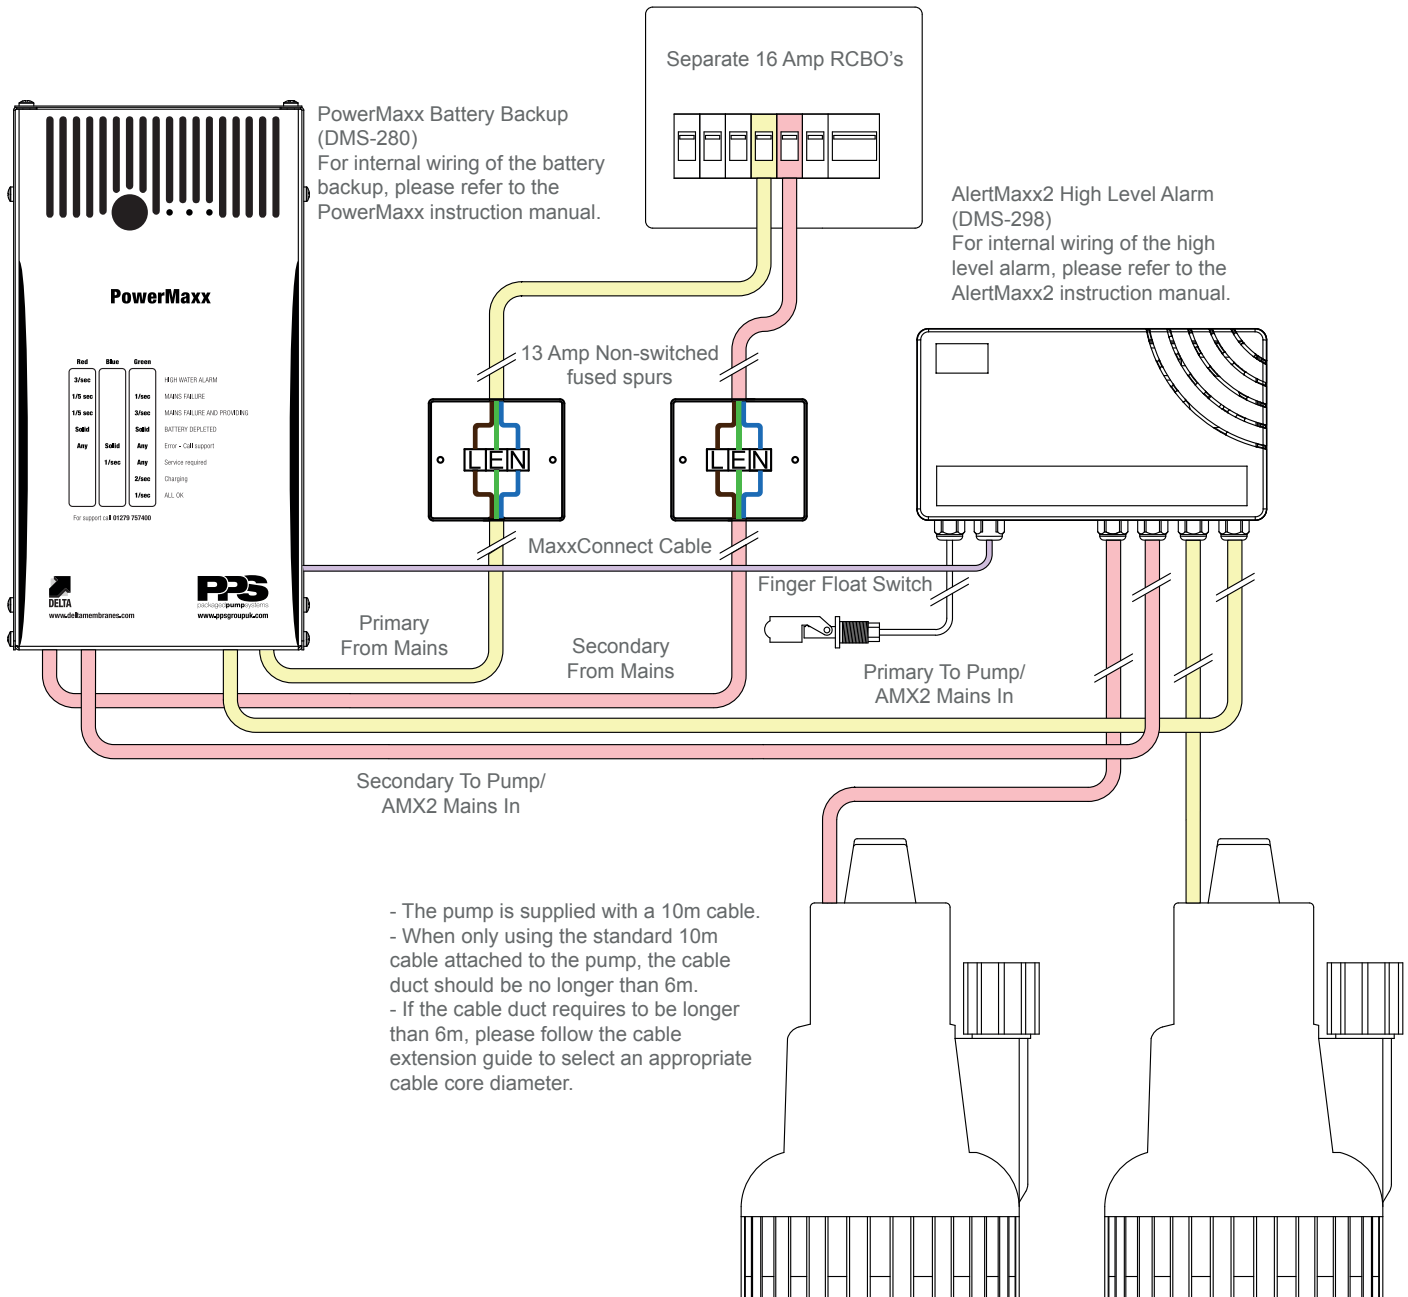 Separate 16 Amp RCBO's
PowerMaxx Battery Backup
(DMS-280)
For internal wiring of the battery
backup, please refer to the
PowerMaxx instruction manual.
AlertMaxx2 High Level Alarm
(DMS-298)
For internal wiring of the high
level alarm, please refer to the
AlertMaxx2 instruction manual.
PowerMaxx
Red Blue Green
3/sec HIGH WATER ALARM
1/5 sec 1/sec MAINS FAILURE
1/5 sec 3/sec MAINS FAILURE AND PROVIDING
Solid Solid BATTERY DEPLETED
Any Solid Any Error - Call support
1/sec Any Service required
2/sec Charging
1/sec ALL OK
For support call 01279 757400
DELTA
www.deltamembranes.com
PPS
packagedpumpsystems
www.ppsgroupuk.com
13 Amp Non-switched
fused spurs
L E N
L E N
MaxxConnect Cable
Finger Float Switch
Primary
From Mains
Secondary
From Mains
Primary To Pump/
AMX2 Mains In
Secondary To Pump/
AMX2 Mains In
- The pump is supplied with a 10m cable.
- When only using the standard 10m
cable attached to the pump, the cable
duct should be no longer than 6m.
- If the cable duct requires to be longer
than 6m, please follow the cable
extension guide to select an appropriate
cable core diameter.